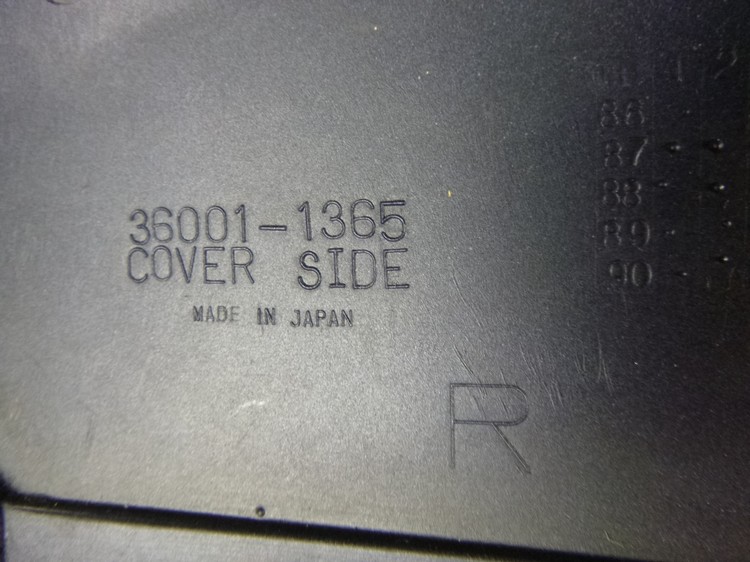 36001-1365
COVER SIDE
MADE IN JAPAN
R
86
87
88
89
90